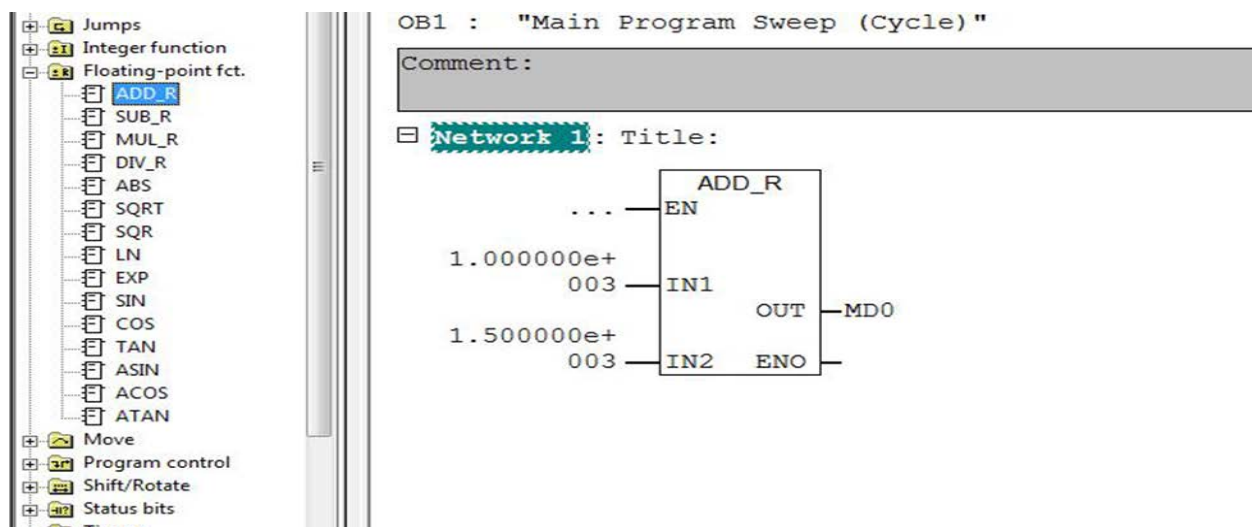 Jumps
Integer function
Floating-point fct.
ADD_R
SUB_R
MUL_R
DIV_R
ABS
SQRT
SQR
LN
EXP
SIN
COS
TAN
ASIN
ACOS
ATAN
Move
Program control
Shift/Rotate
Status bits
OB1 : "Main Program Sweep (Cycle)"
Comment:
Network 1: Title:
ADD_R
... EN
1.000000e+
003 IN1
OUT MD0
1.500000e+
003 IN2 ENO